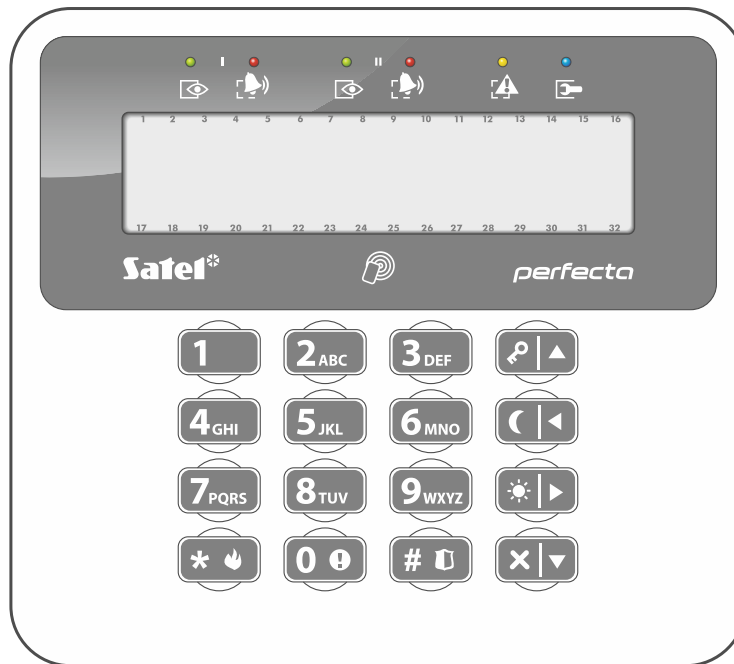 I II
1 2 3 4 5 6 7 8 9 10 11 12 13 14 15 16
17 18 19 20 21 22 23 24 25 26 27 28 29 30 31 32
Satel perfecta
1 2ABC 3DEF
4GHI 5JKL 6MNO
7PQRS 8TUV 9WXYZ
* 0 #